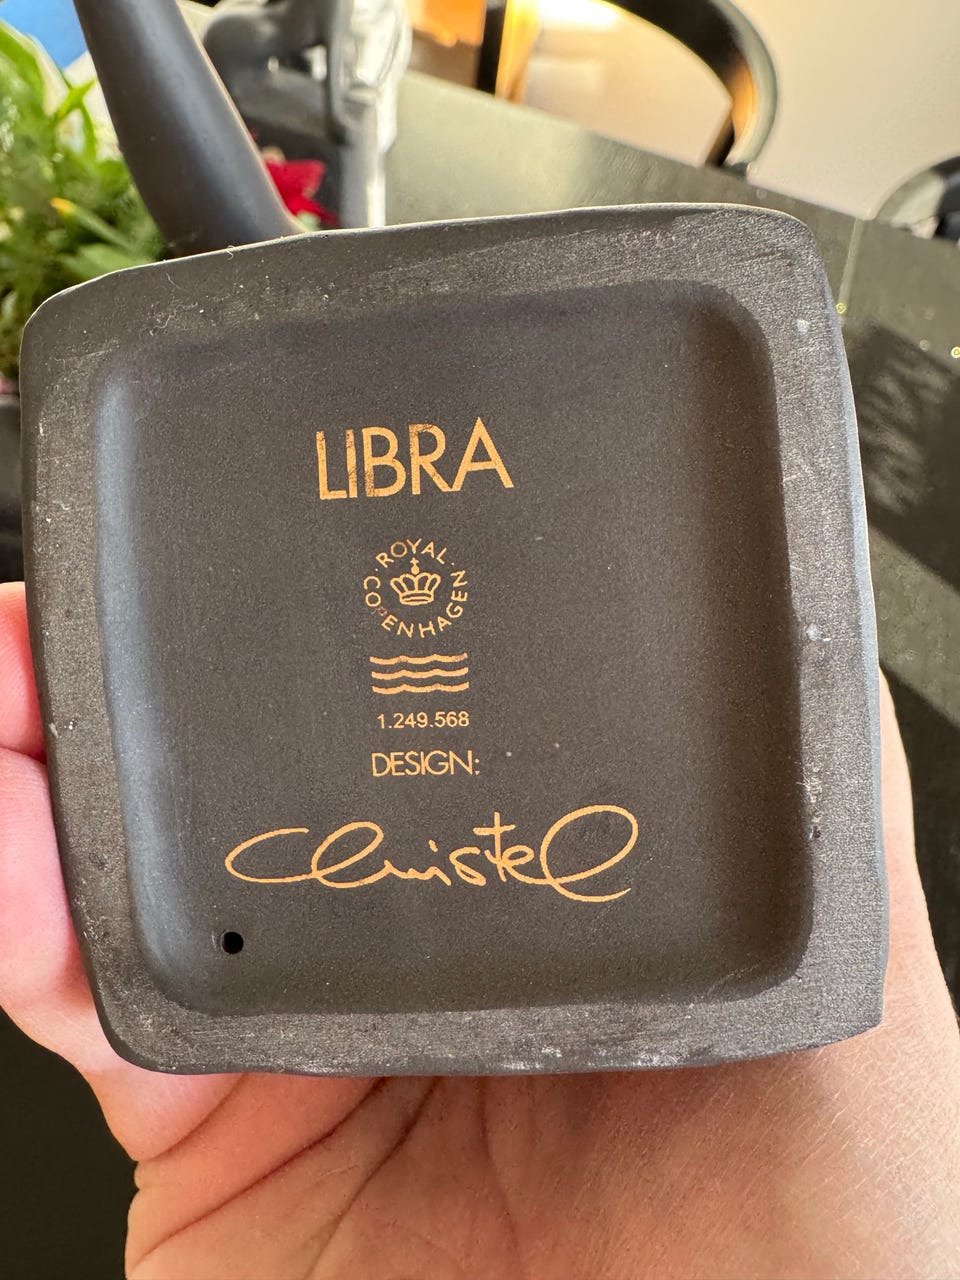 LIBRA
ROYAL COPENHAGEN
1.249.568
DESIGN:
Christel